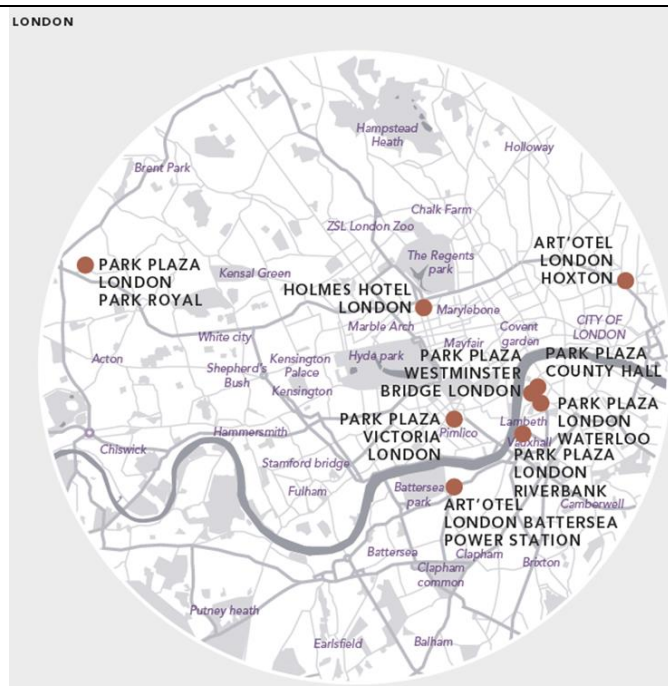 LONDON
Hampstead
Heath
Holloway
Brent Park
Chalk Farm
ZSL London Zoo
The Regents
park
ART'OTEL
LONDON
HOXTON
PARK PLAZA
LONDON
PARK ROYAL
Kensal Green
HOLMES HOTEL
LONDON
Marylebone
Marble Arch
White city
Covent
garden
CITY OF
LONDON
Mayfair
Acton
Shepherd's
Bush
Kensington
Palace
Hyde park
Kensington
PARK PLAZA
WESTMINSTER
BRIDGE LONDON
PARK PLAZA
COUNTY HALL
PARK PLAZA
LONDON
WATERLOO
PARK PLAZA
VICTORIA
LONDON
Pimlico
Lambeth
Vauxhall
Hammersmith
Chiswick
Stamford bridge
PARK PLAZA
LONDON
RIVERBANK
Fulham
Battersea
park
Camberwell
ART'OTEL
LONDON BATTERSEA
POWER STATION
Battersea
Clapham
Clapham
common
Brixton
Putney heath
Earlsfield
Balham